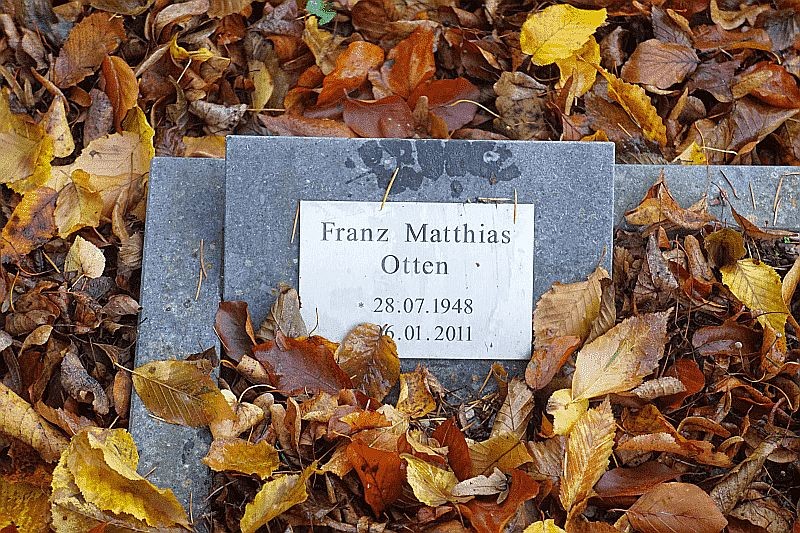 Franz Matthias
Otten
* 28.07.1948
6.01.2011